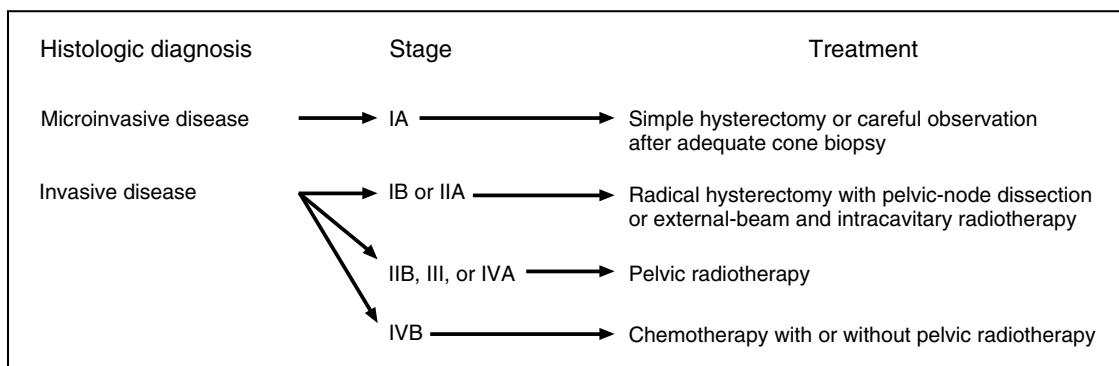 Histologic diagnosis Stage Treatment
Microinvasive disease IA Simple hysterectomy or careful observation
after adequate cone biopsy
Invasive disease IB or IIA Radical hysterectomy with pelvic-node dissection
or external-beam and intracavitary radiotherapy
IIB, III, or IVA Pelvic radiotherapy
IVB Chemotherapy with or without pelvic radiotherapy